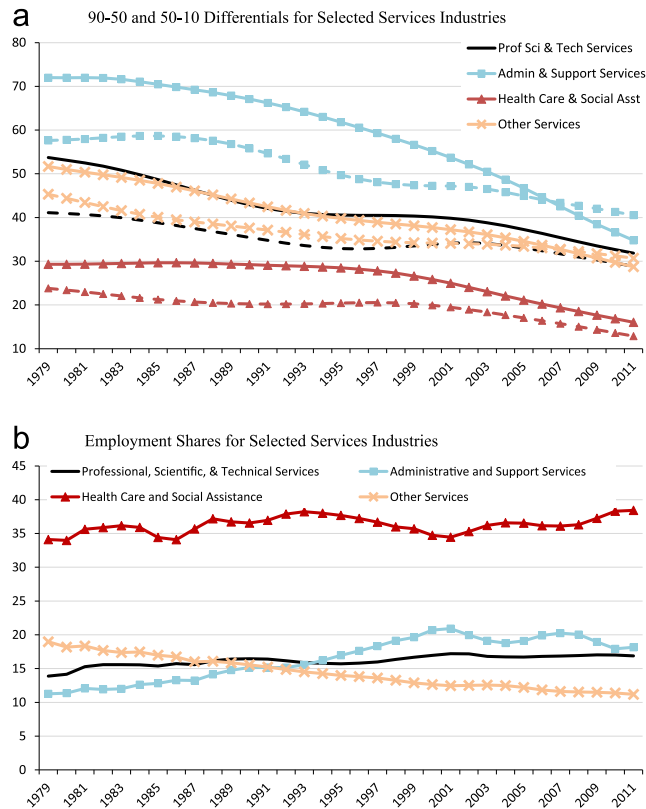 a
90-50 and 50-10 Differentials for Selected Services Industries
Prof Sci & Tech Services
Admin & Support Services
Health Care & Social Asst
Other Services
80
70
60
50
40
30
20
10
1979 1981 1983 1985 1987 1989 1991 1993 1995 1997 1999 2001 2003 2005 2007 2009 2011
b
Employment Shares for Selected Services Industries
Professional, Scientific, & Technical Services
Administrative and Support Services
Health Care and Social Assistance
Other Services
45
40
35
30
25
20
15
10
5
0
1979 1981 1983 1985 1987 1989 1991 1993 1995 1997 1999 2001 2003 2005 2007 2009 2011